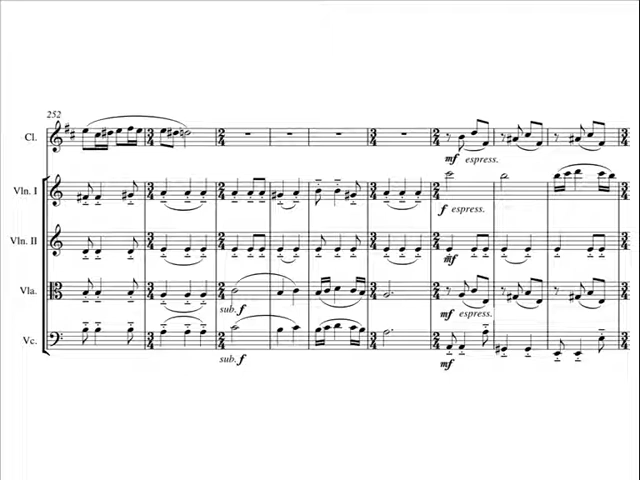 252
Cl.
mf espress.
Vln. I
f espress.
Vln. II
mf
Vla.
sub. f
mf espress.
Vc.
sub. f
mf